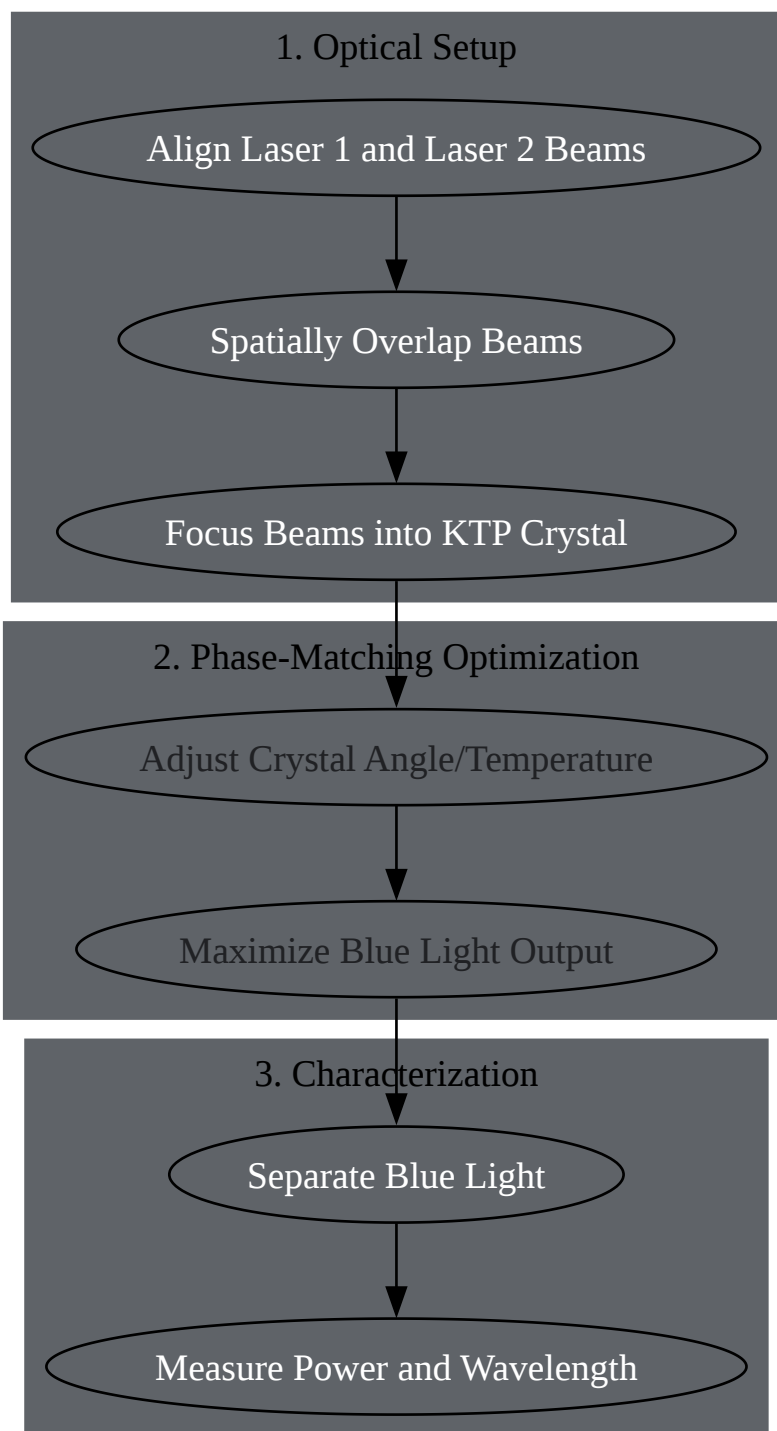 1. Optical Setup
Align Laser 1 and Laser 2 Beams
Spatially Overlap Beams
Focus Beams into KTP Crystal
2. Phase-Matching Optimization
Adjust Crystal Angle/Temperature
Maximize Blue Light Output
3. Characterization
Separate Blue Light
Measure Power and Wavelength